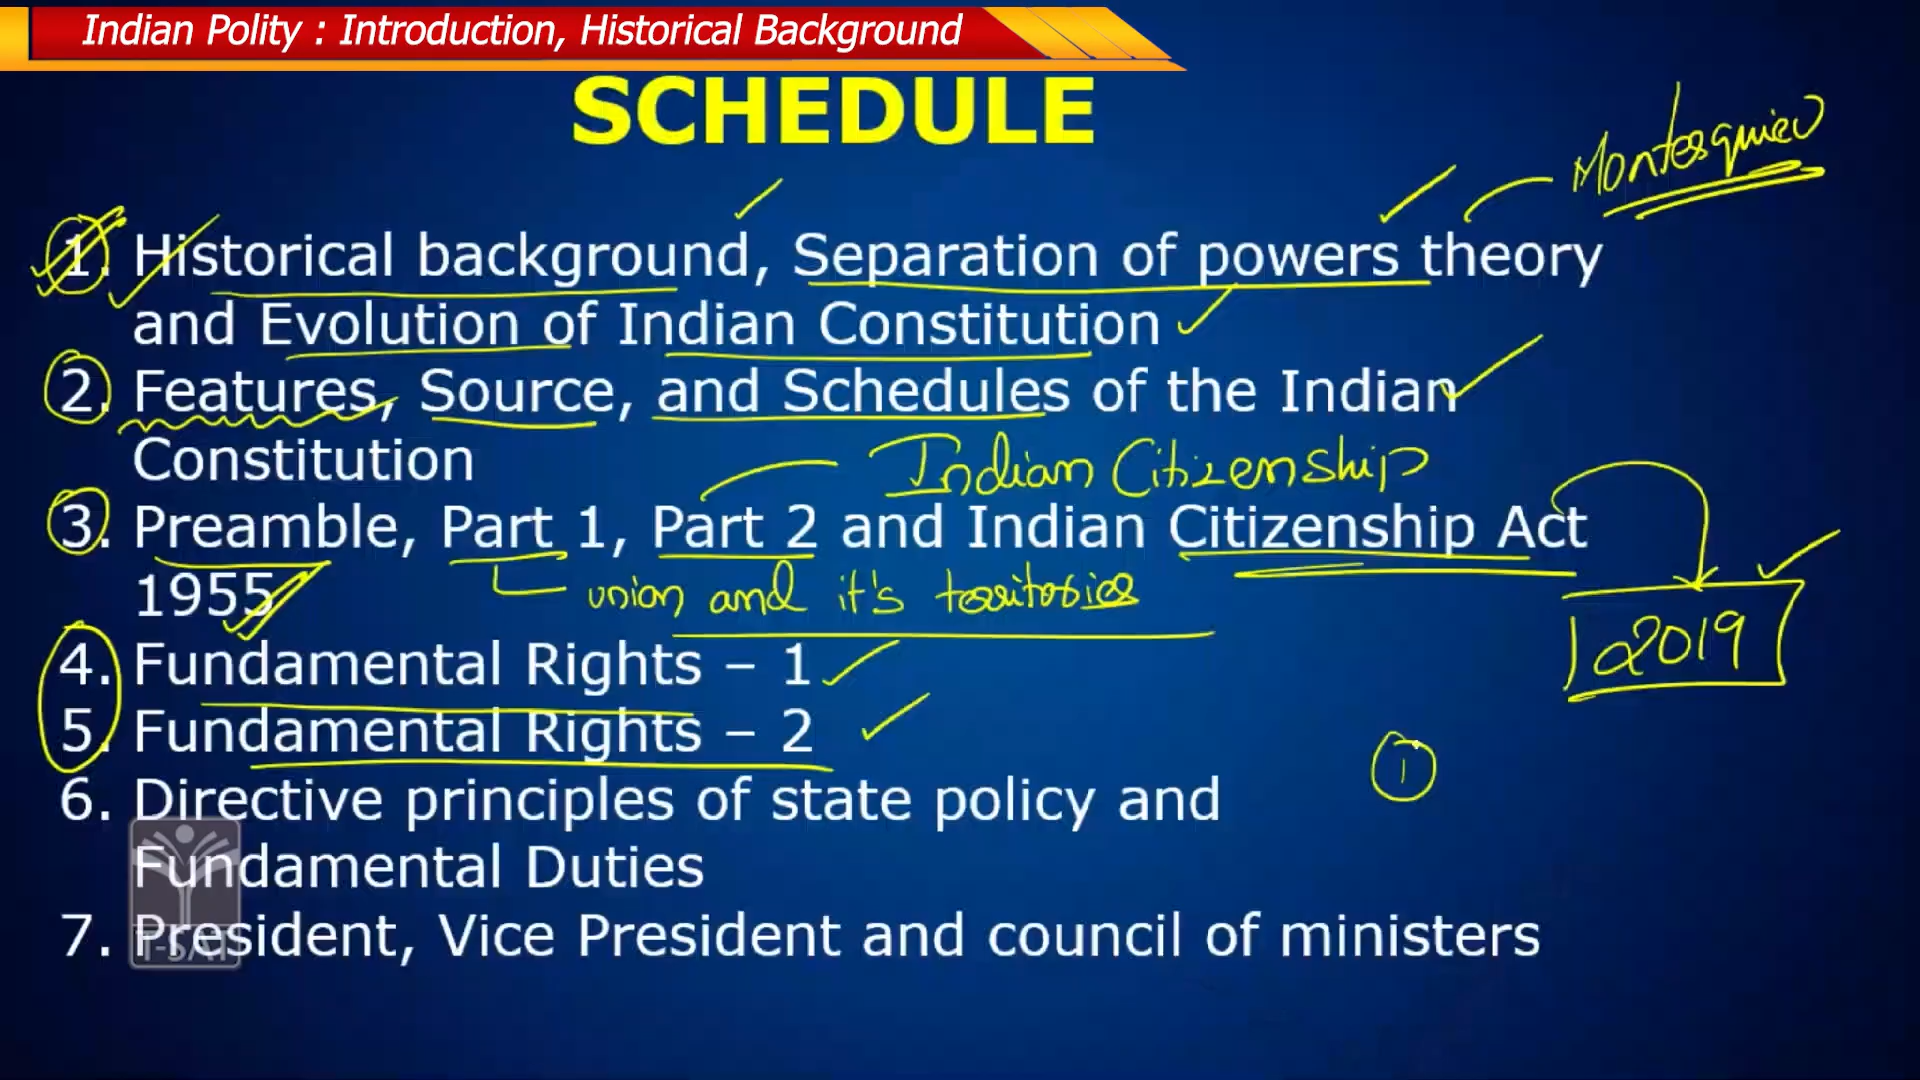 Indian Polity : Introduction, Historical Background
SCHEDULE
Montesquieu
1. Historical background, Separation of powers theory
and Evolution of Indian Constitution
2. Features, Source, and Schedules of the Indian
Constitution
Indian Citizenship
3. Preamble, Part 1, Part 2 and Indian Citizenship Act
1955
union and it's territories
2019
4. Fundamental Rights – 1
5. Fundamental Rights – 2
1
6. Directive principles of state policy and
Fundamental Duties
7. President, Vice President and council of ministers
T-SAT